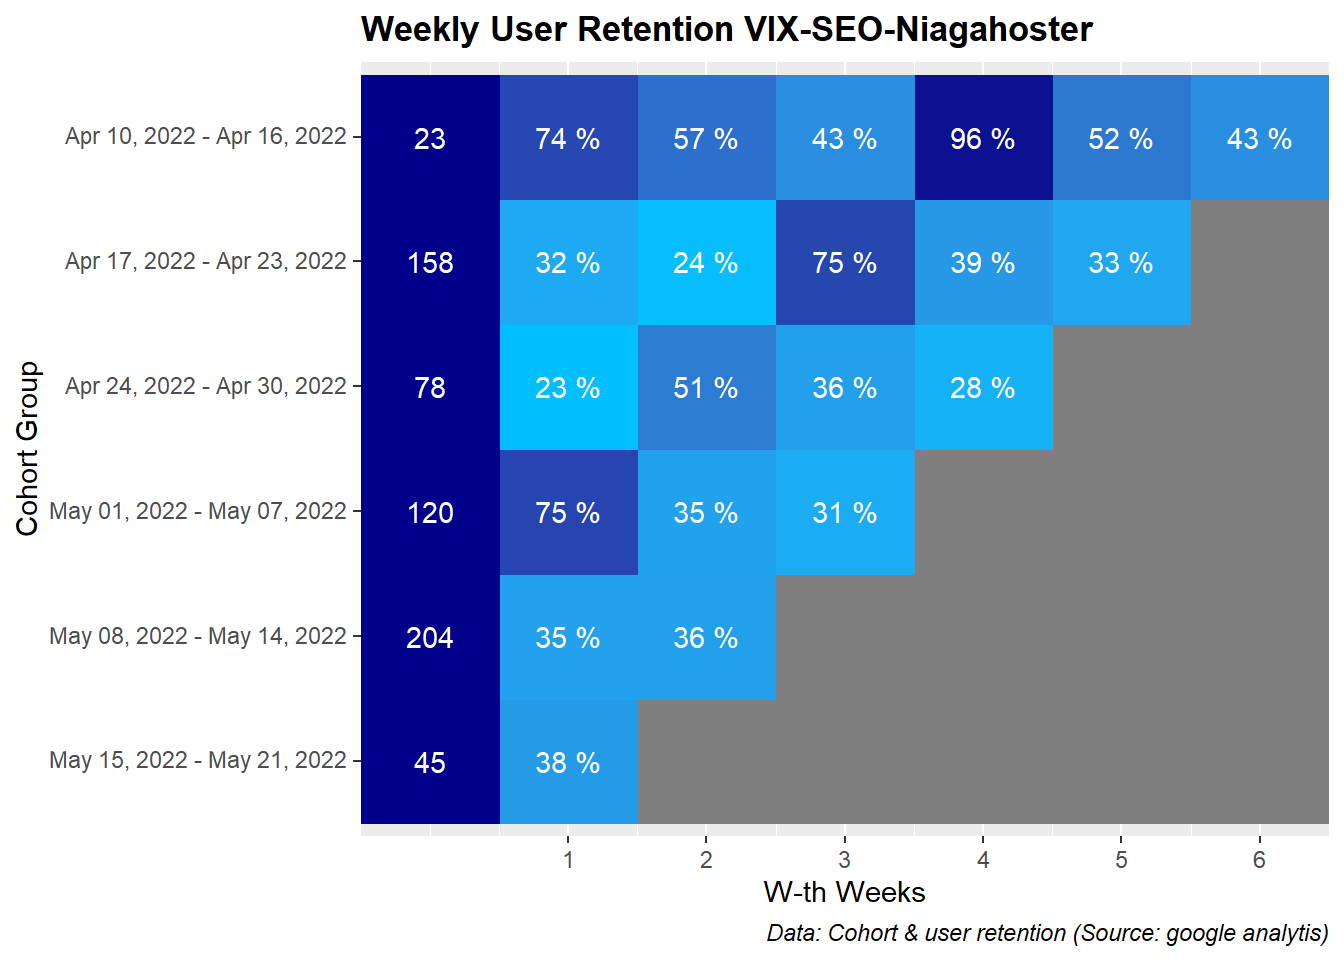 Weekly User Retention VIX-SEO-Niagahoster
Cohort Group
Apr 10, 2022 - Apr 16, 2022 23 74 % 57 % 43 % 96 % 52 % 43 %
Apr 17, 2022 - Apr 23, 2022 158 32 % 24 % 75 % 39 % 33 %
Apr 24, 2022 - Apr 30, 2022 78 23 % 51 % 36 % 28 %
May 01, 2022 - May 07, 2022 120 75 % 35 % 31 %
May 08, 2022 - May 14, 2022 204 35 % 36 %
May 15, 2022 - May 21, 2022 45 38 %
1 2 3 4 5 6
W-th Weeks
Data: Cohort & user retention (Source: google analytis)